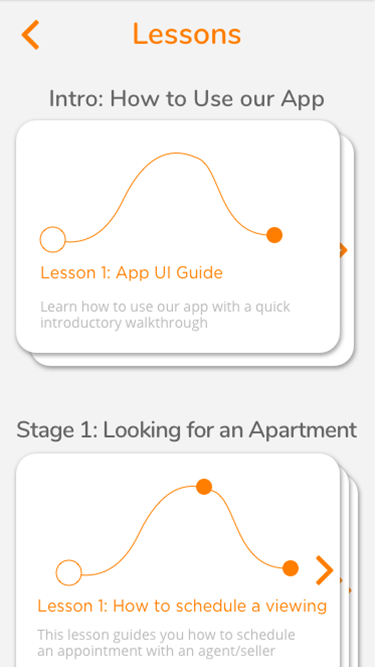 Lessons
Intro: How to Use our App
Lesson 1: App UI Guide
Learn how to use our app with a quick
introductory walkthrough
Stage 1: Looking for an Apartment
Lesson 1: How to schedule a viewing
This lesson guides you how to schedule
an appointment with an agent/seller